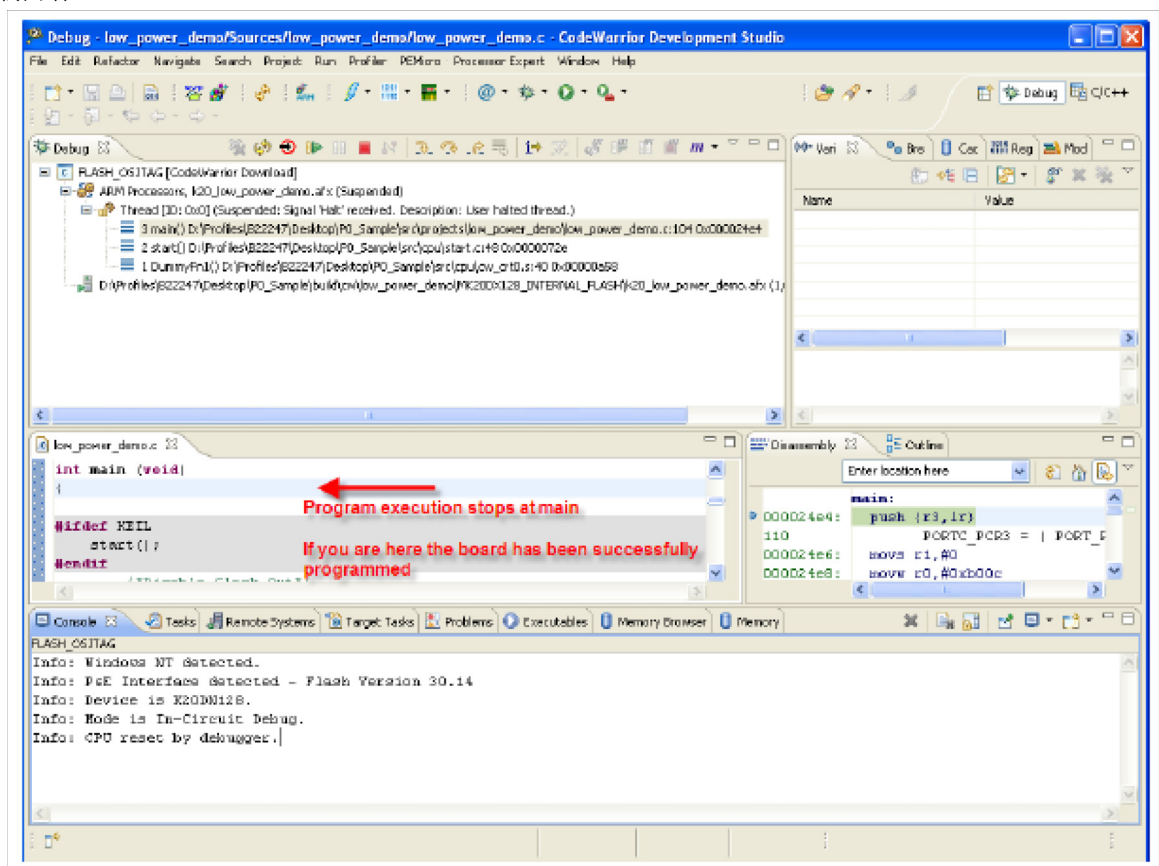 Debug - low_power_demo/Sources/low_power_demo/low_power_demo.c - CodeWarrior Development Studio
File Edit Refactor Navigate Search Project Run Profiler PEMicro Processor Expert Window Help
Debug C/C++
Debug
FLASH_OSJTAG [CodeWarrior Download]
ARM Processors, k20_low_power_demo.afx (Suspended)
Thread [ID: 0x0] (Suspended: Signal 'Halt' received. Description: User halted thread.)
3 main() D:\Profiles\B22247\Desktop\P0_Sample\src\projects\low_power_demo\low_power_demo.c:104 0x000024e4
2 start() D:\Profiles\B22247\Desktop\P0_Sample\src\cpu\start.c:48 0x0000072e
1 DummyFn1() D:\Profiles\B22247\Desktop\P0_Sample\src\cpu\cw_crt0.s:40 0x00000a58
D:\Profiles\B22247\Desktop\P0_Sample\build\cw\low_power_demo\MK20DX128_INTERNAL_FLASH\k20_low_power_demo.afx (1,
(x)= Vari Bre Cac Reg Mod
Name Value
low_power_demo.c
int main (void)
{
#ifdef KEIL
start();
#endif
Program execution stops at main
If you are here the board has been successfully
programmed
Disassembly Outline
Enter location here
main:
000024e4: push {r3,lr}
110 PORTC_PCR3 = ( PORT_P
000024e6: movs r1,#0
000024e8: movw r0,#0xb00c
Console Tasks Remote Systems Target Tasks Problems Executables Memory Browser Memory
FLASH_OSJTAG
Info: Windows NT detected.
Info: P&E Interface detected - Flash Version 30.14
Info: Device is K20DN128.
Info: Mode is In-Circuit Debug.
Info: CPU reset by debugger.